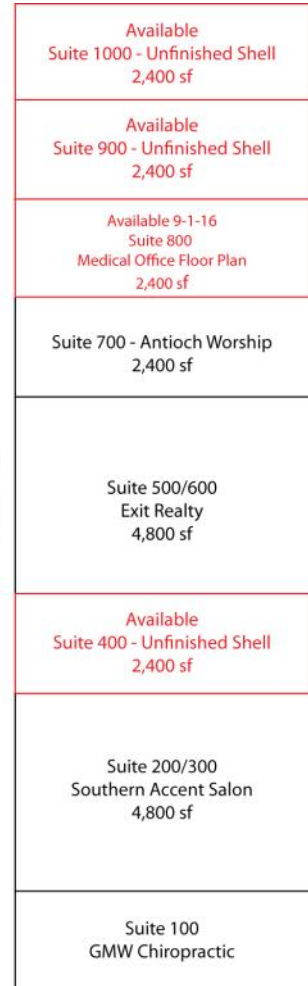 Available
Suite 1000 - Unfinished Shell
2,400 sf
Available
Suite 900 - Unfinished Shell
2,400 sf
Available 9-1-16
Suite 800
Medical Office Floor Plan
2,400 sf
Suite 700 - Antioch Worship
2,400 sf
Suite 500/600
Exit Realty
4,800 sf
Available
Suite 400 - Unfinished Shell
2,400 sf
Suite 200/300
Southern Accent Salon
4,800 sf
Suite 100
GMW Chiropractic